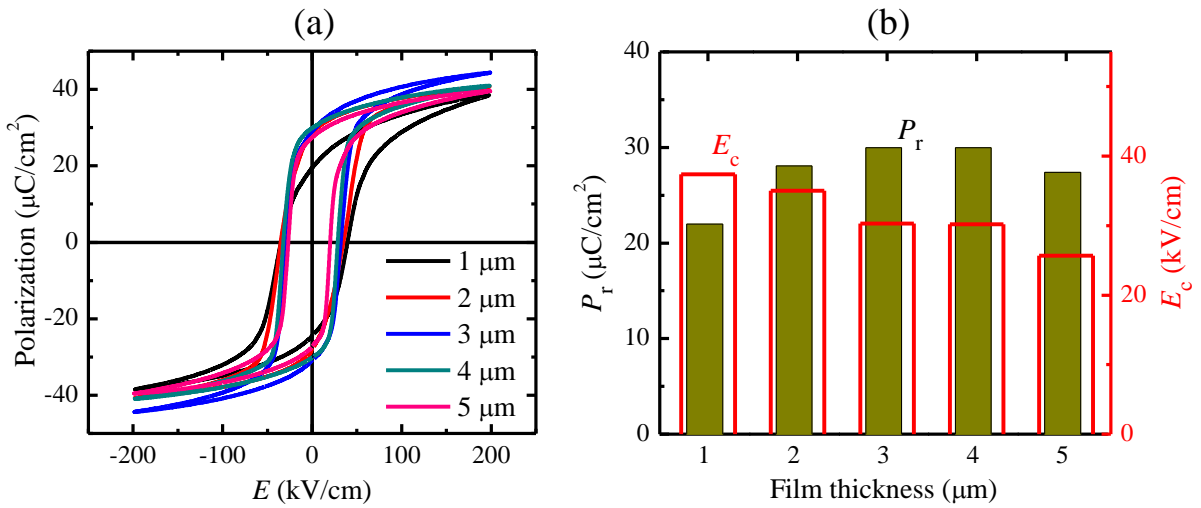 (a)
Polarization (μC/cm²)
40
20
0
-20
-40
-200
-100
0
100
200
E (kV/cm)
1 μm
2 μm
3 μm
4 μm
5 μm
(b)
Pr (μC/cm²)
40
30
20
10
0
Ec
Pr
1
2
3
4
5
Film thickness (μm)
40
20
0
Ec (kV/cm)